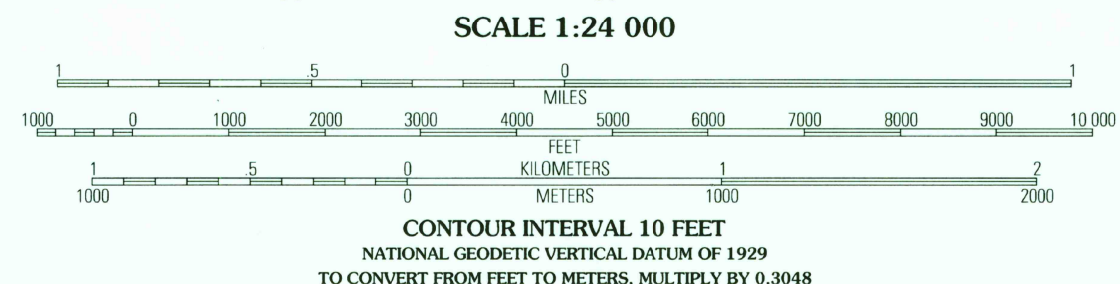 SCALE 1:24 000
1 .5 0 1
MILES
1000 0 1000 2000 3000 4000 5000 6000 7000 8000 9000 10 000
FEET
1 .5 0 KILOMETERS 1 2
1000 0 METERS 1000 2000
CONTOUR INTERVAL 10 FEET
NATIONAL GEODETIC VERTICAL DATUM OF 1929
TO CONVERT FROM FEET TO METERS, MULTIPLY BY 0.3048